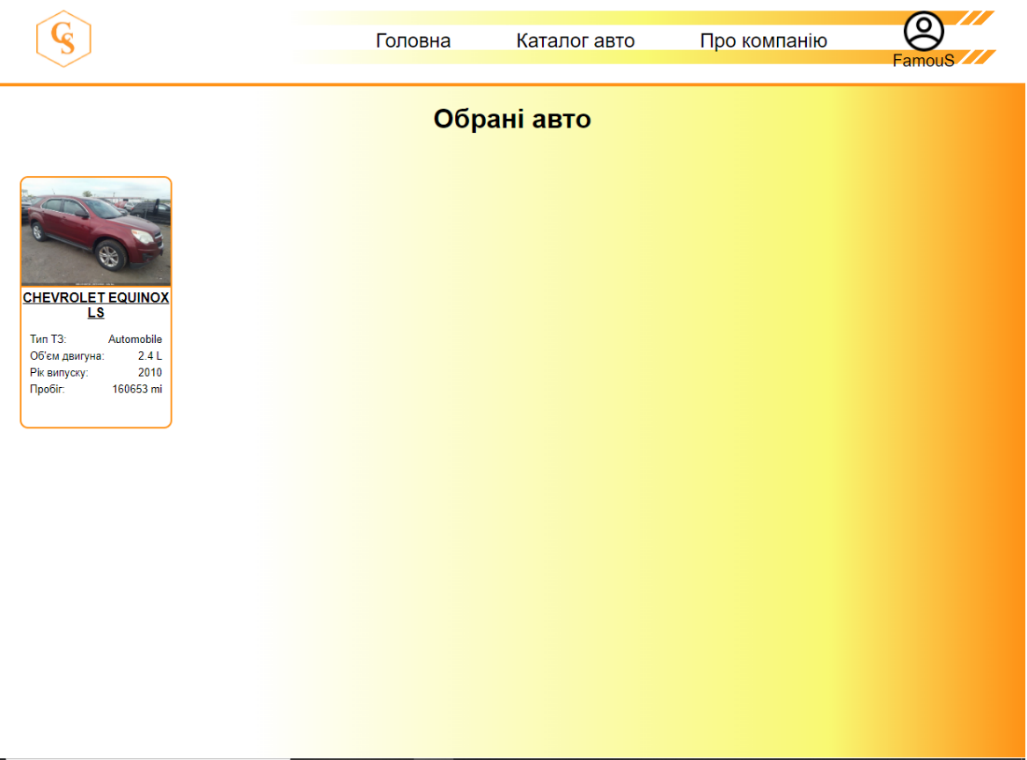 CS
Головна
Каталог авто
Про компанію
FamouS
Обрані авто
CHEVROLET EQUINOX
LS
Тип ТЗ: Automobile
Об'єм двигуна: 2.4 L
Рік випуску: 2010
Пробіг: 160653 mi